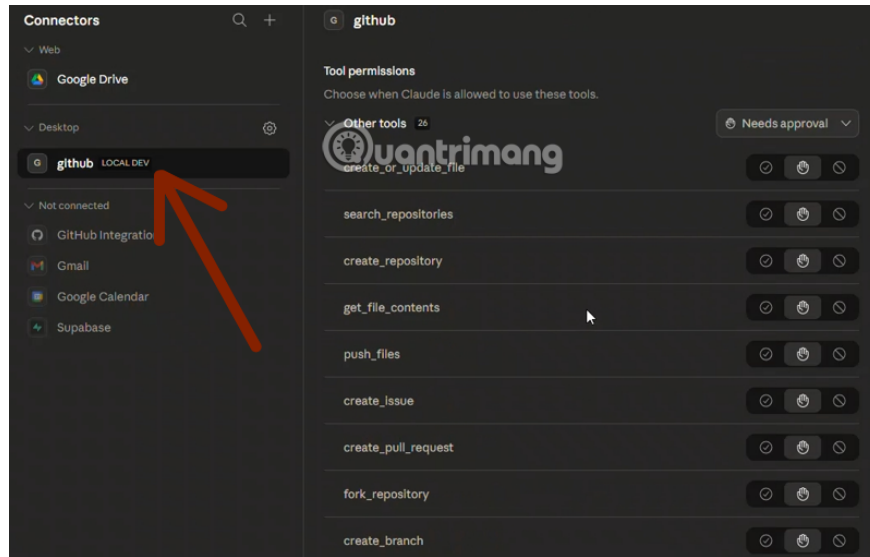 Connectors
Web
Google Drive
Desktop
github LOCAL DEV
Not connected
GitHub Integration
Gmail
Google Calendar
Supabase
G github
Tool permissions
Choose when Claude is allowed to use these tools.
Other tools 26
Needs approval
Quantrimang
create_or_update_file
search_repositories
create_repository
get_file_contents
push_files
create_issue
create_pull_request
fork_repository
create_branch